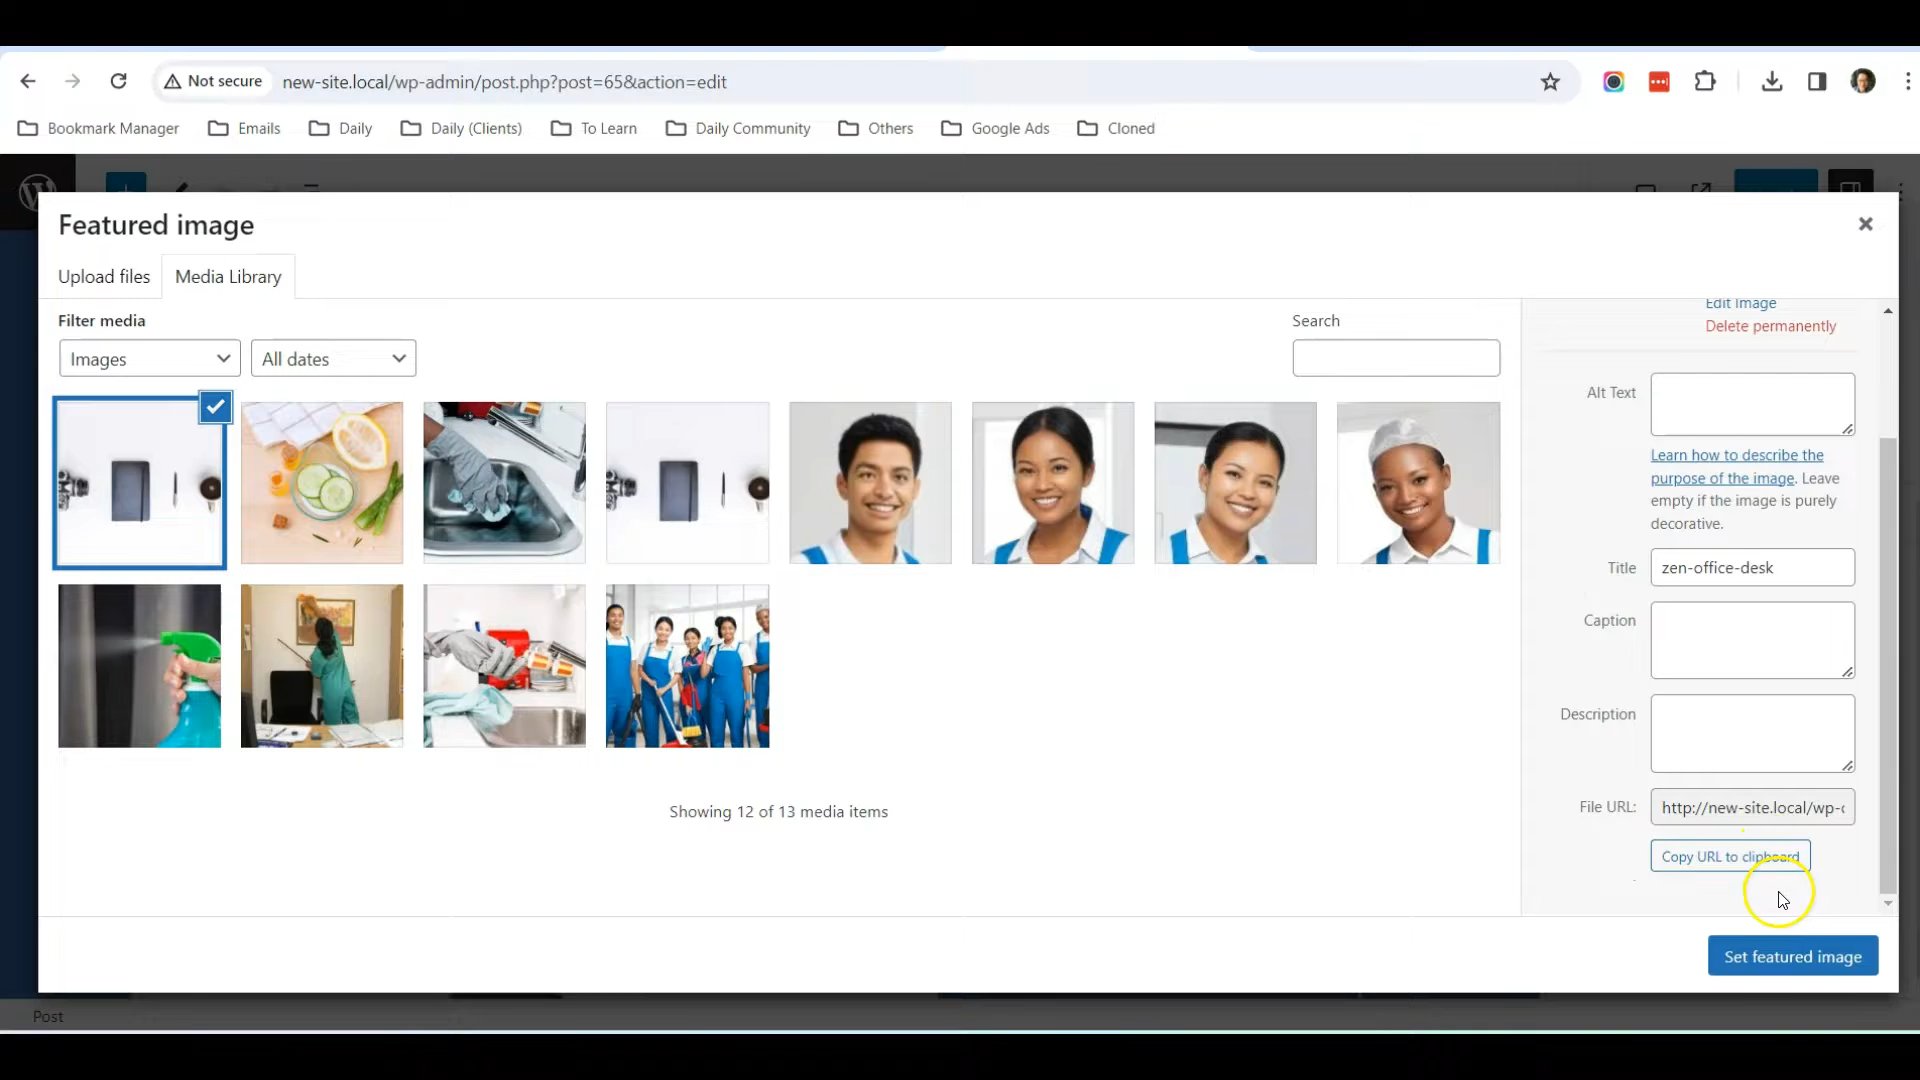 Not secure
new-site.local/wp-admin/post.php?post=65&action=edit
Bookmark Manager
Emails
Daily
Daily (Clients)
To Learn
Daily Community
Others
Google Ads
Cloned
Featured image
Upload files
Media Library
Filter media
Search
Images
All dates
Edit Image
Delete permanently
Alt Text
Learn how to describe the
purpose of the image. Leave
empty if the image is purely
decorative.
Title
zen-office-desk
Caption
Description
File URL:
http://new-site.local/wp-c
Copy URL to clipboard
Showing 12 of 13 media items
Set featured image
Post